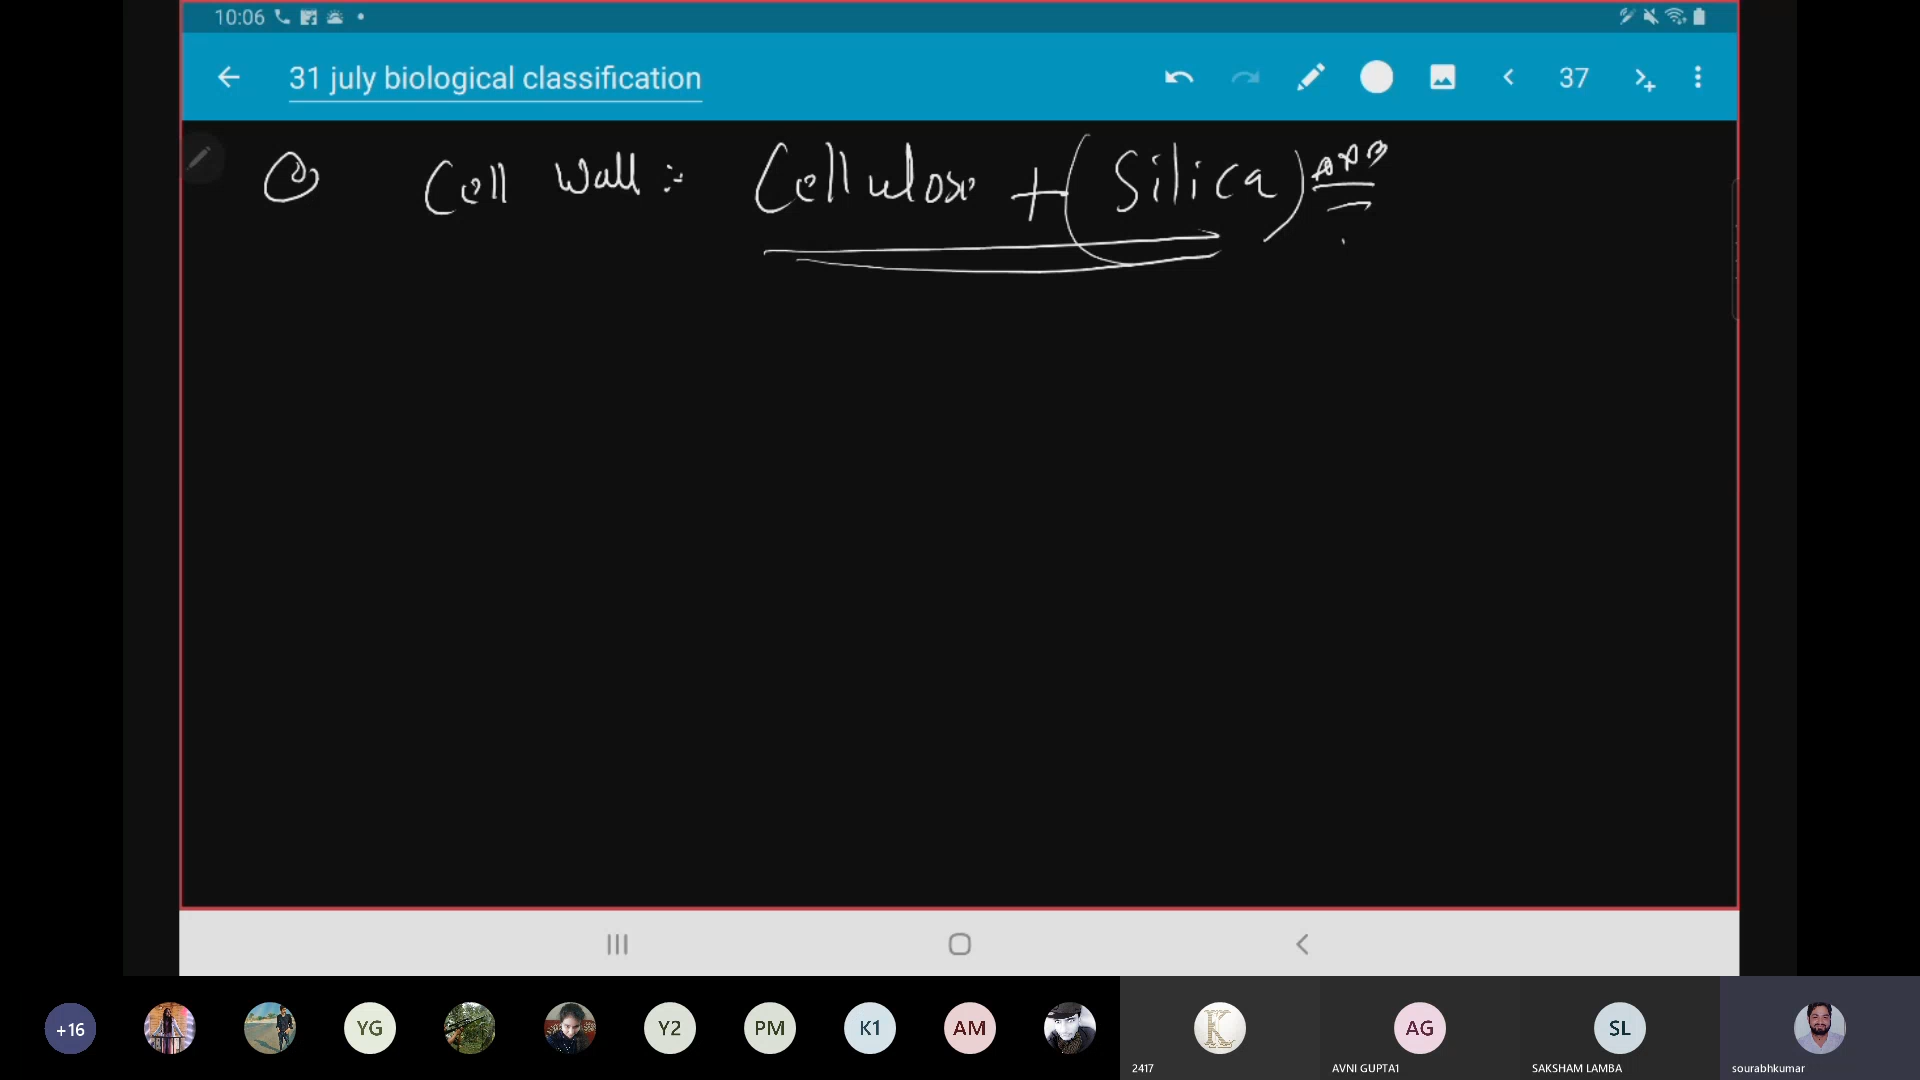 10:06
31 july biological classification
37
Cell Wall :- Cellulose + (Silica)
+16
YG
Y2
PM
K1
AM
K
2417
AG
AVNI GUPTA1
SL
SAKSHAM LAMBA
sourabhkumar